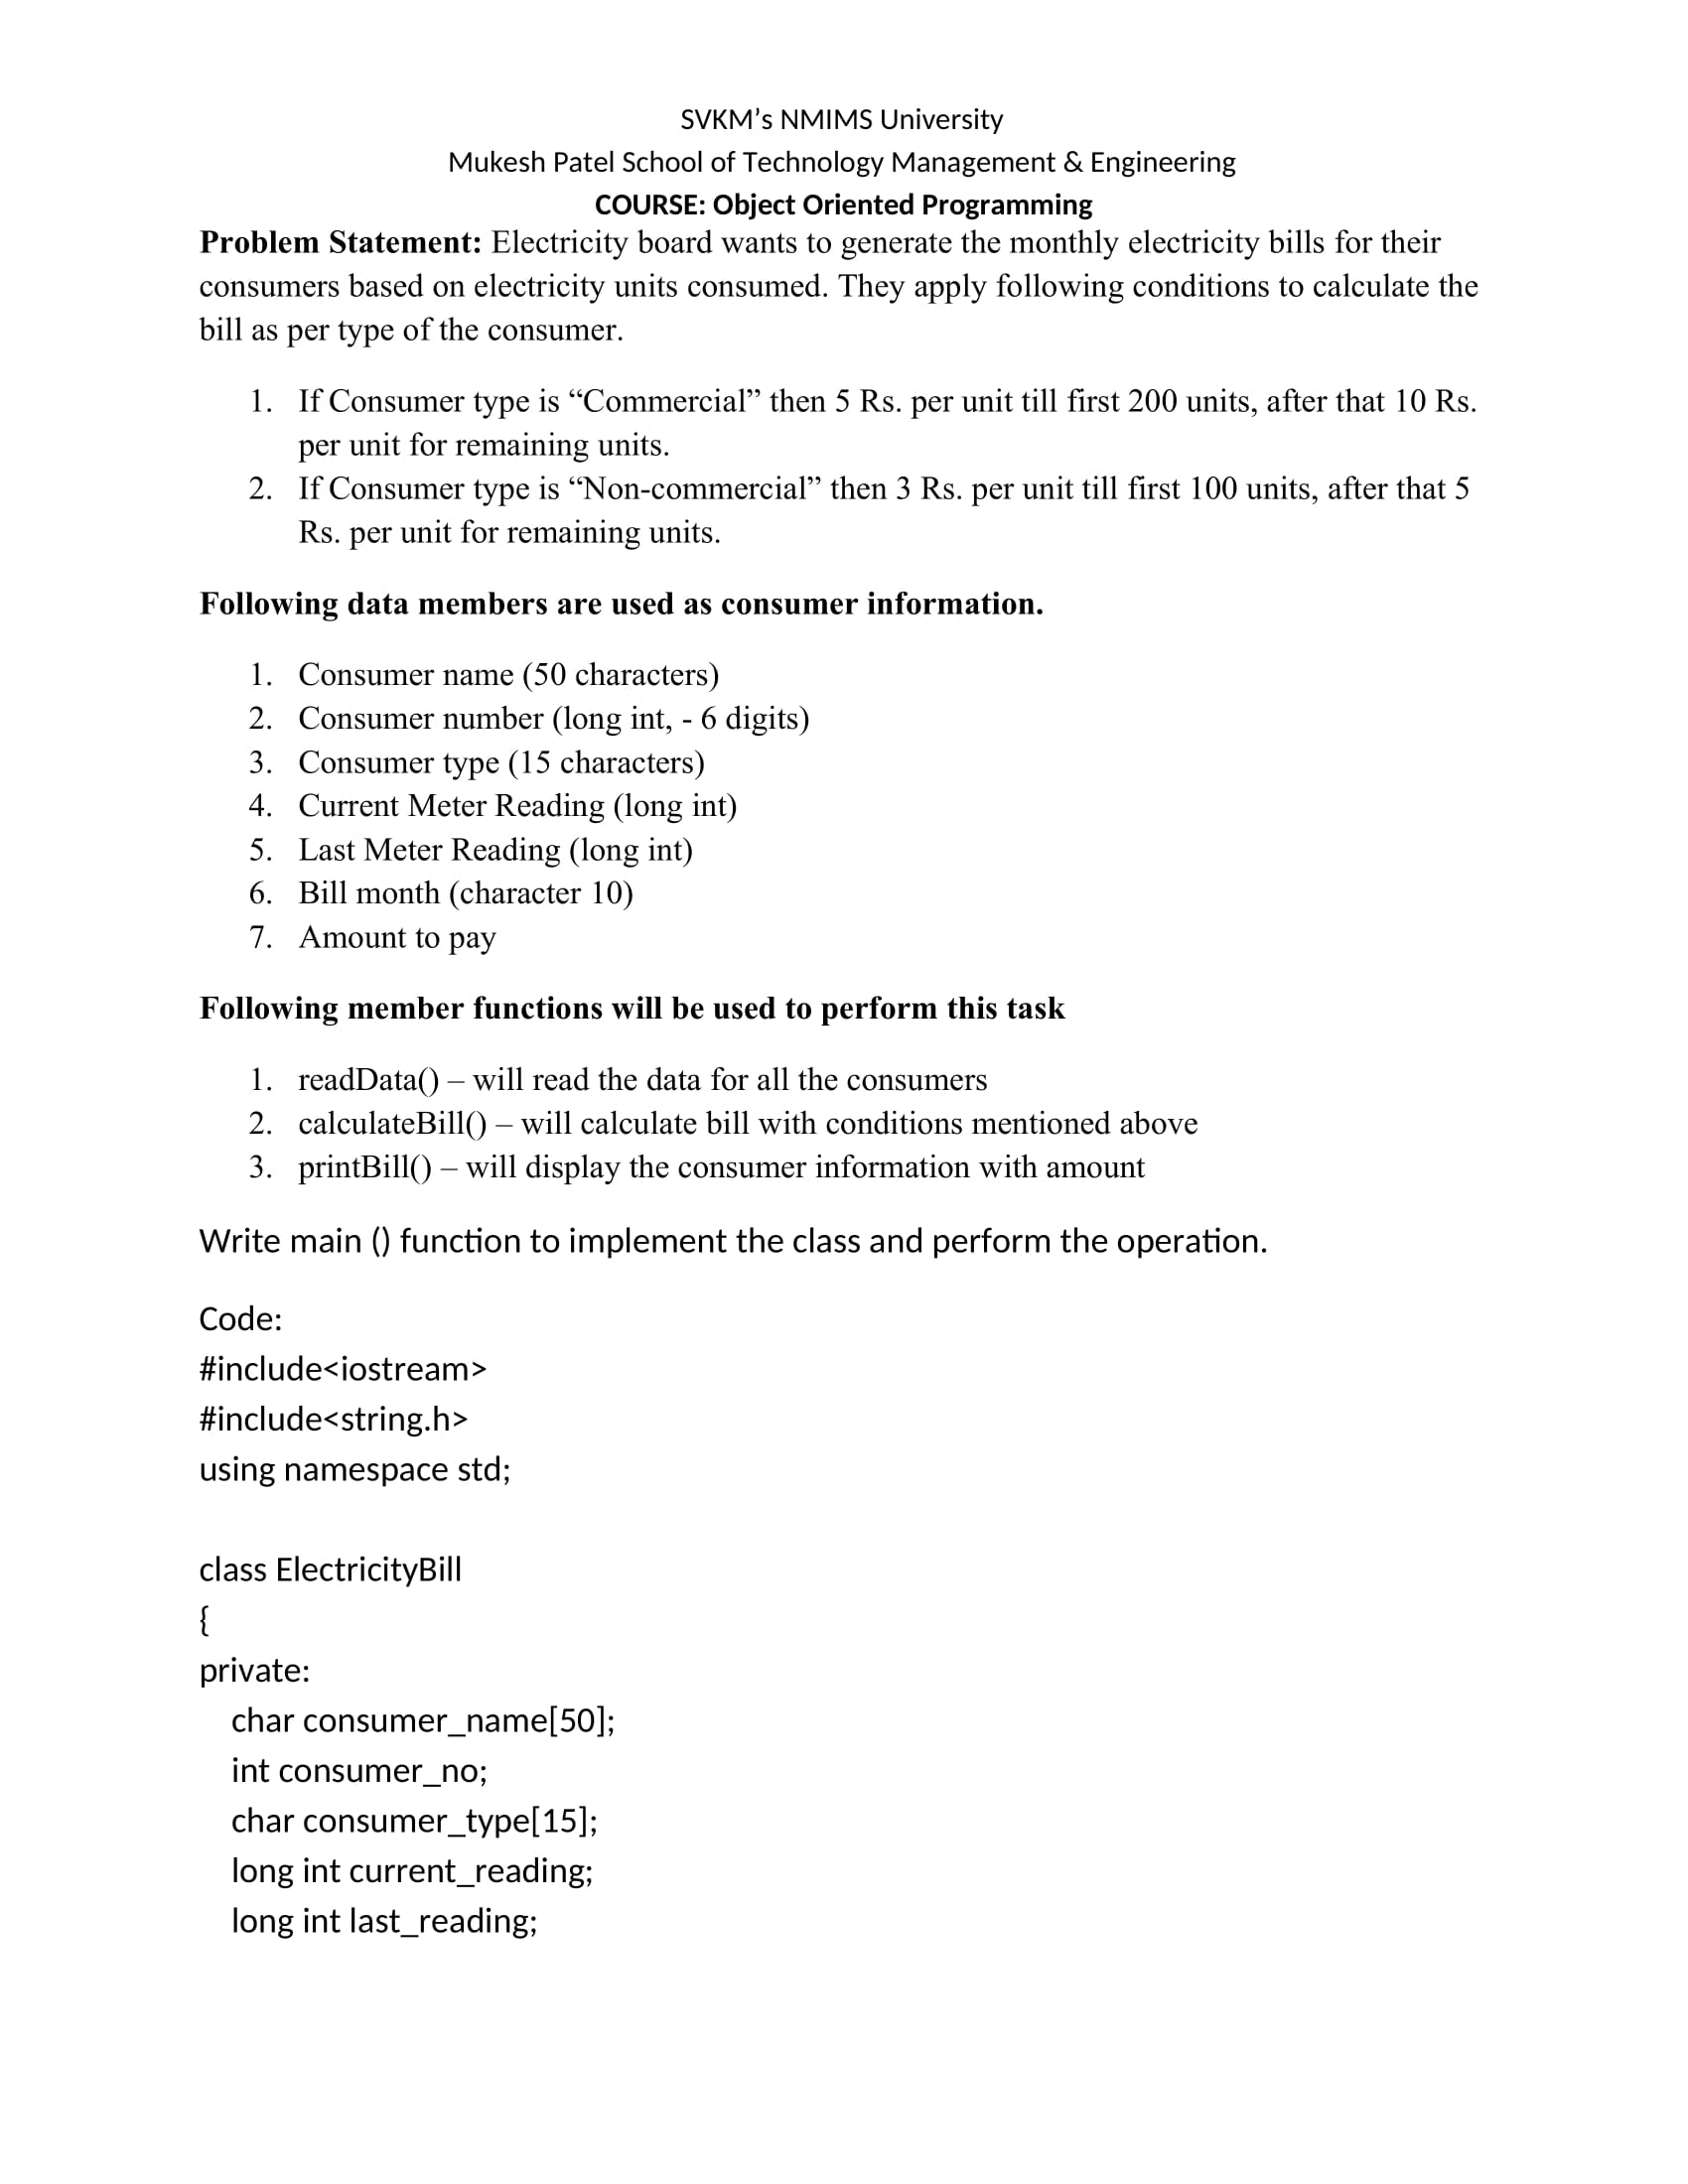 SVKM’s NMIMS University
Mukesh Patel School of Technology Management & Engineering
COURSE: Object Oriented Programming
Problem Statement: Electricity board wants to generate the monthly electricity bills for their
consumers based on electricity units consumed. They apply following conditions to calculate the
bill as per type of the consumer.
1. If Consumer type is “Commercial” then 5 Rs. per unit till first 200 units, after that 10 Rs.
per unit for remaining units.
2. If Consumer type is “Non-commercial” then 3 Rs. per unit till first 100 units, after that 5
Rs. per unit for remaining units.
Following data members are used as consumer information.
1. Consumer name (50 characters)
2. Consumer number (long int, - 6 digits)
3. Consumer type (15 characters)
4. Current Meter Reading (long int)
5. Last Meter Reading (long int)
6. Bill month (character 10)
7. Amount to pay
Following member functions will be used to perform this task
1. readData() – will read the data for all the consumers
2. calculateBill() – will calculate bill with conditions mentioned above
3. printBill() – will display the consumer information with amount
Write main () function to implement the class and perform the operation.
Code:
#include<iostream>
#include<string.h>
using namespace std;
class ElectricityBill
{
private:
char consumer_name[50];
int consumer_no;
char consumer_type[15];
long int current_reading;
long int last_reading;